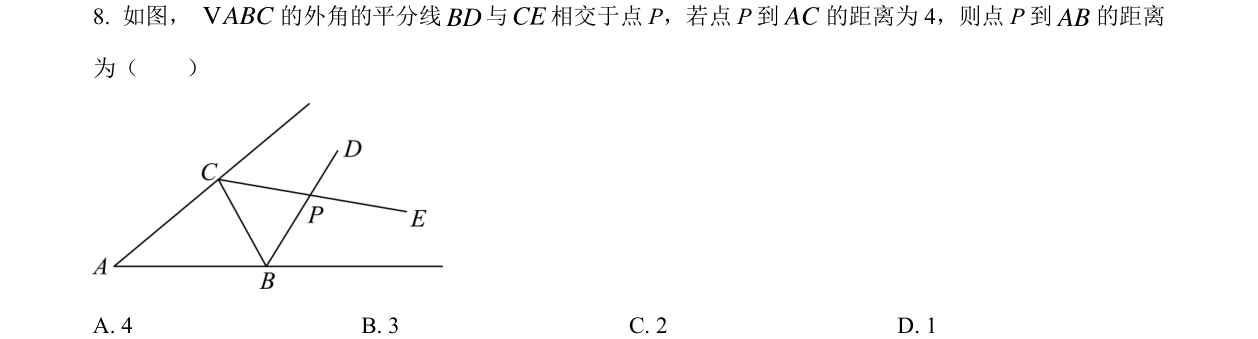 8. 如图， VABC 的外角的平分线 BD 与 CE 相交于点 P，若点 P 到 AC 的距离为 4，则点 P 到 AB 的距离
为（　　）
D
C
P
E
A
B
A. 4 B. 3 C. 2 D. 1